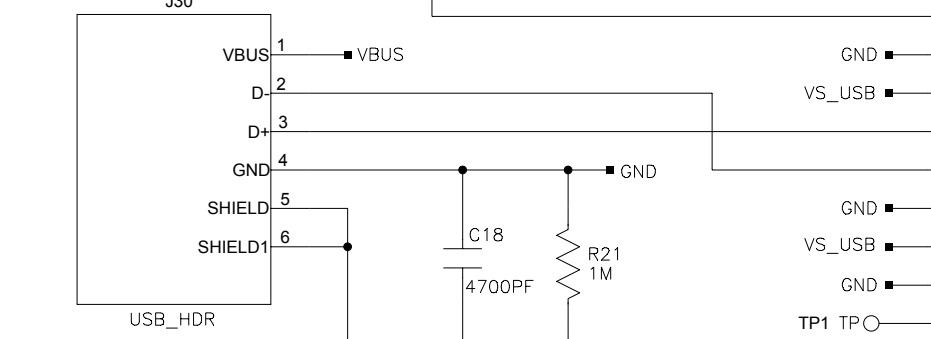 J30
VBUS 1 VBUS GND
D- 2 VS_USB
D+ 3
GND 4 GND
SHIELD 5 GND
C18
SHIELD1 6 VS_USB
R21
1M
4700PF GND
USB_HDR TP1 TP